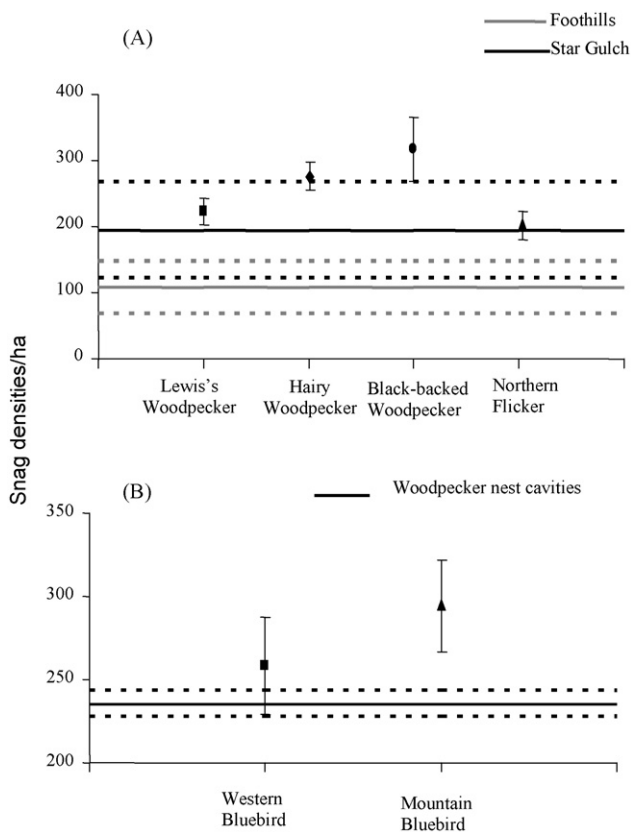 (A)
Foothills
Star Gulch
400
300
200
100
0
Lewis's
Woodpecker
Hairy
Woodpecker
Black-backed
Woodpecker
Northern
Flicker
Snag densities/ha
(B)
Woodpecker nest cavities
350
300
250
200
Western
Bluebird
Mountain
Bluebird